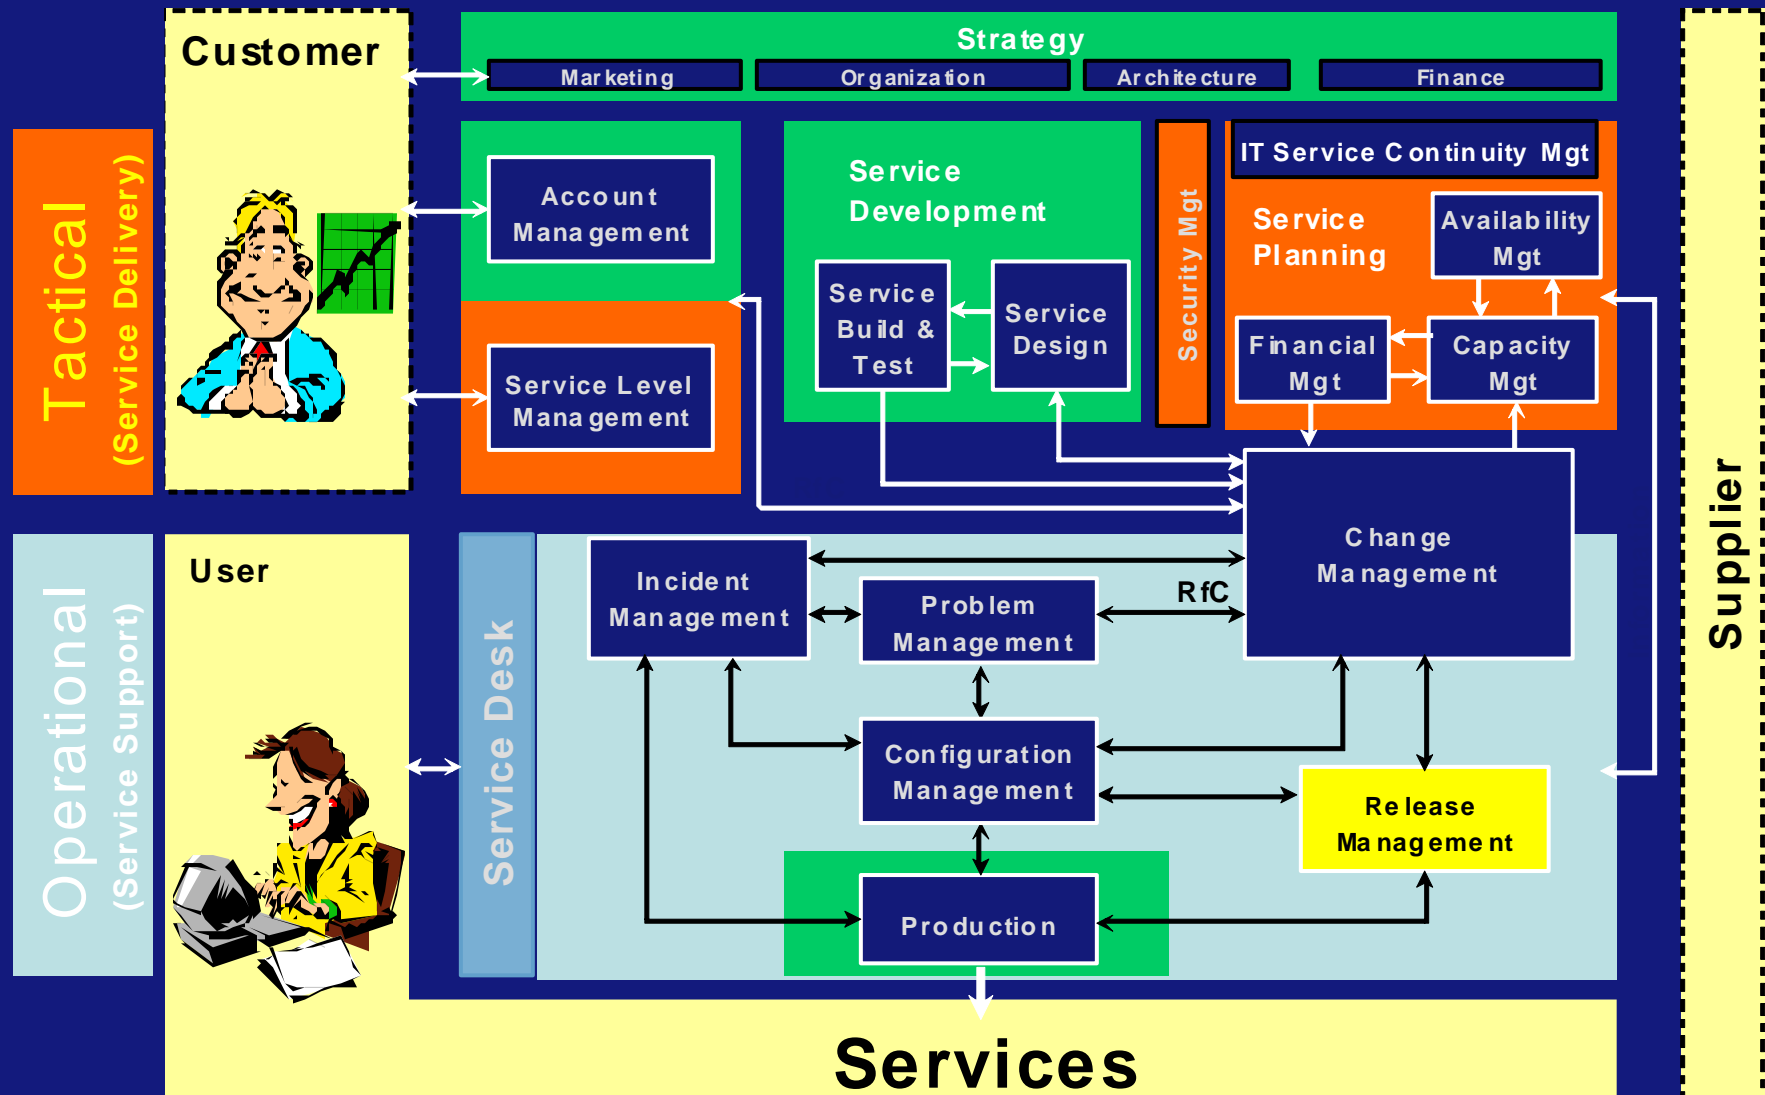 Customer
Strategy
Marketing
Organization
Architecture
Finance
Tactical
(Service Delivery)
Account
Management
Service Level
Management
Service
Development
Service
Build &
Test
Service
Design
Security Mgt
IT Service Continuity Mgt
Service
Planning
Availability
Mgt
Financial
Mgt
Capacity
Mgt
Supplier
Operational
(Service Support)
User
Service Desk
Incident
Management
Problem
Management
RfC
Change
Management
Configuration
Management
Release
Management
Production
Services